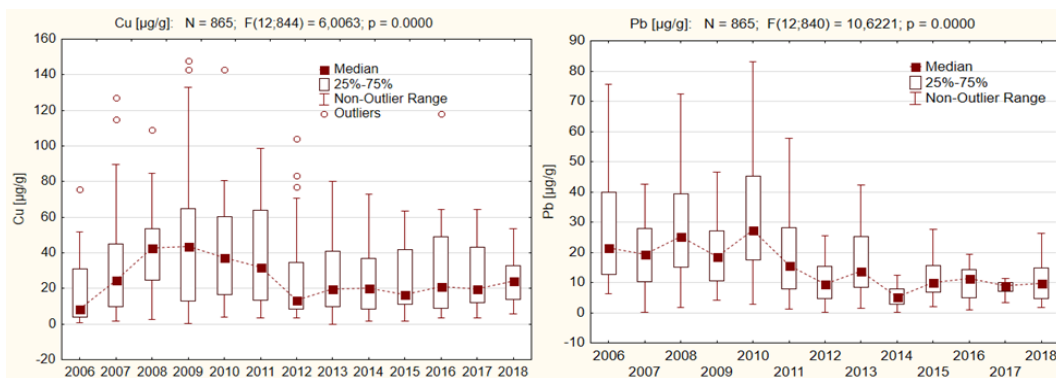 Cu [µg/g]: N = 865; F(12;844) = 6,0063; p = 0.0000
160
140
120
100
80
60
40
20
0
-20
Cu [µg/g]
Median
25%-75%
Non-Outlier Range
Outliers
2006 2007 2008 2009 2010 2011 2012 2013 2014 2015 2016 2017 2018
Pb [µg/g]: N = 865; F(12;840) = 10,6221; p = 0.0000
90
80
70
60
50
40
30
20
10
0
-10
Pb [µg/g]
Median
25%-75%
Non-Outlier Range
2006 2008 2010 2012 2014 2016 2018
2007 2009 2011 2013 2015 2017